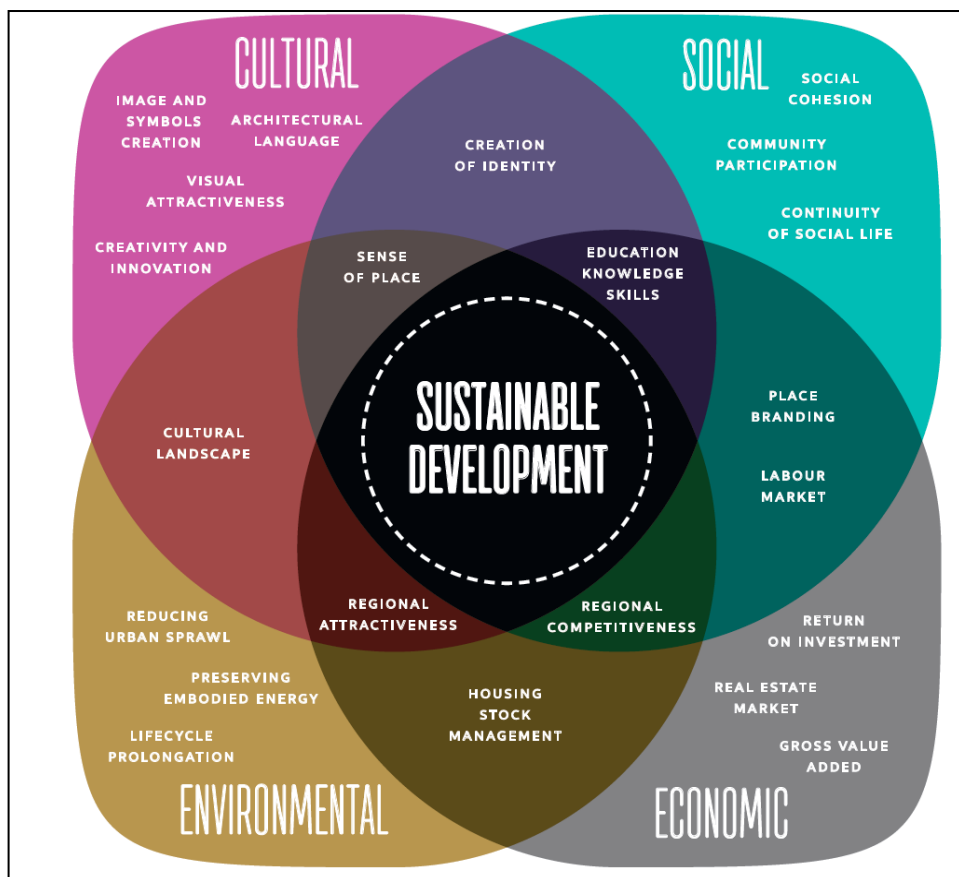 CULTURAL
IMAGE AND
SYMBOLS
CREATION
ARCHITECTURAL
LANGUAGE
VISUAL
ATTRACTIVENESS
CREATIVITY AND
INNOVATION
CREATION
OF IDENTITY
SOCIAL
SOCIAL
COHESION
COMMUNITY
PARTICIPATION
CONTINUITY
OF SOCIAL LIFE
SENSE
OF PLACE
EDUCATION
KNOWLEDGE
SKILLS
CULTURAL
LANDSCAPE
SUSTAINABLE
DEVELOPMENT
PLACE
BRANDING
LABOUR
MARKET
REGIONAL
ATTRACTIVENESS
REGIONAL
COMPETITIVENESS
REDUCING
URBAN SPRAWL
PRESERVING
EMBODIED ENERGY
LIFECYCLE
PROLONGATION
ENVIRONMENTAL
HOUSING
STOCK
MANAGEMENT
RETURN
ON INVESTMENT
REAL ESTATE
MARKET
GROSS VALUE
ADDED
ECONOMIC